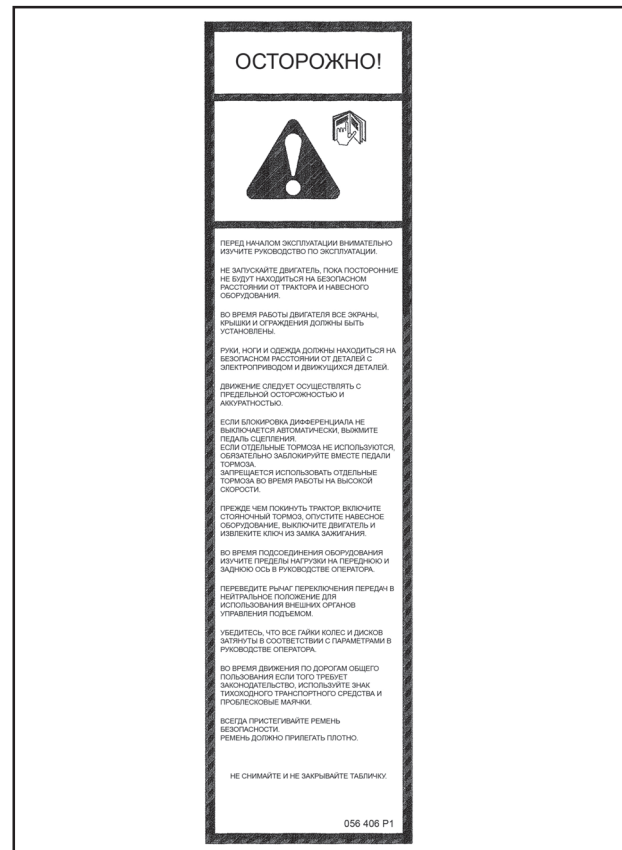 ОСТОРОЖНО!
ПЕРЕД НАЧАЛОМ ЭКСПЛУАТАЦИИ ВНИМАТЕЛЬНО
ИЗУЧИТЕ РУКОВОДСТВО ПО ЭКСПЛУАТАЦИИ.
НЕ ЗАПУСКАЙТЕ ДВИГАТЕЛЬ, ПОКА ПОСТОРОННИЕ
НЕ БУДУТ НАХОДИТЬСЯ НА БЕЗОПАСНОМ
РАССТОЯНИИ ОТ ТРАКТОРА И НАВЕСНОГО
ОБОРУДОВАНИЯ.
ВО ВРЕМЯ РАБОТЫ ДВИГАТЕЛЯ ВСЕ ЭКРАНЫ,
КРЫШКИ И ОГРАЖДЕНИЯ ДОЛЖНЫ БЫТЬ
УСТАНОВЛЕНЫ.
РУКИ, НОГИ И ОДЕЖДА ДОЛЖНЫ НАХОДИТЬСЯ НА
БЕЗОПАСНОМ РАССТОЯНИИ ОТ ДЕТАЛЕЙ С
ЭЛЕКТРОПРИВОДОМ И ДВИЖУЩИХСЯ ДЕТАЛЕЙ.
ДВИЖЕНИЕ СЛЕДУЕТ ОСУЩЕСТВЛЯТЬ С
ПРЕДЕЛЬНОЙ ОСТОРОЖНОСТЬЮ И
АККУРАТНОСТЬЮ.
ЕСЛИ БЛОКИРОВКА ДИФФЕРЕНЦИАЛА НЕ
ВЫКЛЮЧАЕТСЯ АВТОМАТИЧЕСКИ, ВЫЖМИТЕ
ПЕДАЛЬ СЦЕПЛЕНИЯ.
ЕСЛИ ОТДЕЛЬНЫЕ ТОРМОЗА НЕ ИСПОЛЬЗУЮТСЯ,
ОБЯЗАТЕЛЬНО ЗАБЛОКИРУЙТЕ ВМЕСТЕ ПЕДАЛИ
ТОРМОЗА.
ЗАПРЕЩАЕТСЯ ИСПОЛЬЗОВАТЬ ОТДЕЛЬНЫЕ
ТОРМОЗА ВО ВРЕМЯ РАБОТЫ НА ВЫСОКОЙ
СКОРОСТИ.
ПРЕЖДЕ ЧЕМ ПОКИНУТЬ ТРАКТОР, ВКЛЮЧИТЕ
СТОЯНОЧНЫЙ ТОРМОЗ, ОПУСТИТЕ НАВЕСНОЕ
ОБОРУДОВАНИЕ, ВЫКЛЮЧИТЕ ДВИГАТЕЛЬ И
ИЗВЛЕКИТЕ КЛЮЧ ИЗ ЗАМКА ЗАЖИГАНИЯ.
ВО ВРЕМЯ ПОДСОЕДИНЕНИЯ ОБОРУДОВАНИЯ
ИЗУЧИТЕ ПРЕДЕЛЫ НАГРУЗКИ НА ПЕРЕДНЮЮ И
ЗАДНЮЮ ОСЬ В РУКОВОДСТВЕ ОПЕРАТОРА.
ПЕРЕВЕДИТЕ РЫЧАГ ПЕРЕКЛЮЧЕНИЯ ПЕРЕДАЧ В
НЕЙТРАЛЬНОЕ ПОЛОЖЕНИЕ ДЛЯ
ИСПОЛЬЗОВАНИЯ ВНЕШНИХ ОРГАНОВ
УПРАВЛЕНИЯ ПОДЪЕМОМ.
УБЕДИТЕСЬ, ЧТО ВСЕ ГАЙКИ КОЛЕС И ДИСКОВ
ЗАТЯНУТЫ В СООТВЕТСТВИИ С ПАРАМЕТРАМИ В
РУКОВОДСТВЕ ОПЕРАТОРА.
ВО ВРЕМЯ ДВИЖЕНИЯ ПО ДОРОГАМ ОБЩЕГО
ПОЛЬЗОВАНИЯ ЕСЛИ ТОГО ТРЕБУЕТ
ЗАКОНОДАТЕЛЬСТВО, ИСПОЛЬЗУЙТЕ ЗНАК
ТИХОХОДНОГО ТРАНСПОРТНОГО СРЕДСТВА И
ПРОБЛЕСКОВЫЕ МАЯЧКИ.
ВСЕГДА ПРИСТЕГИВАЙТЕ РЕМЕНЬ
БЕЗОПАСНОСТИ.
РЕМЕНЬ ДОЛЖНО ПРИЛЕГАТЬ ПЛОТНО.
НЕ СНИМАЙТЕ И НЕ ЗАКРЫВАЙТЕ ТАБЛИЧКУ.
056 406 P1